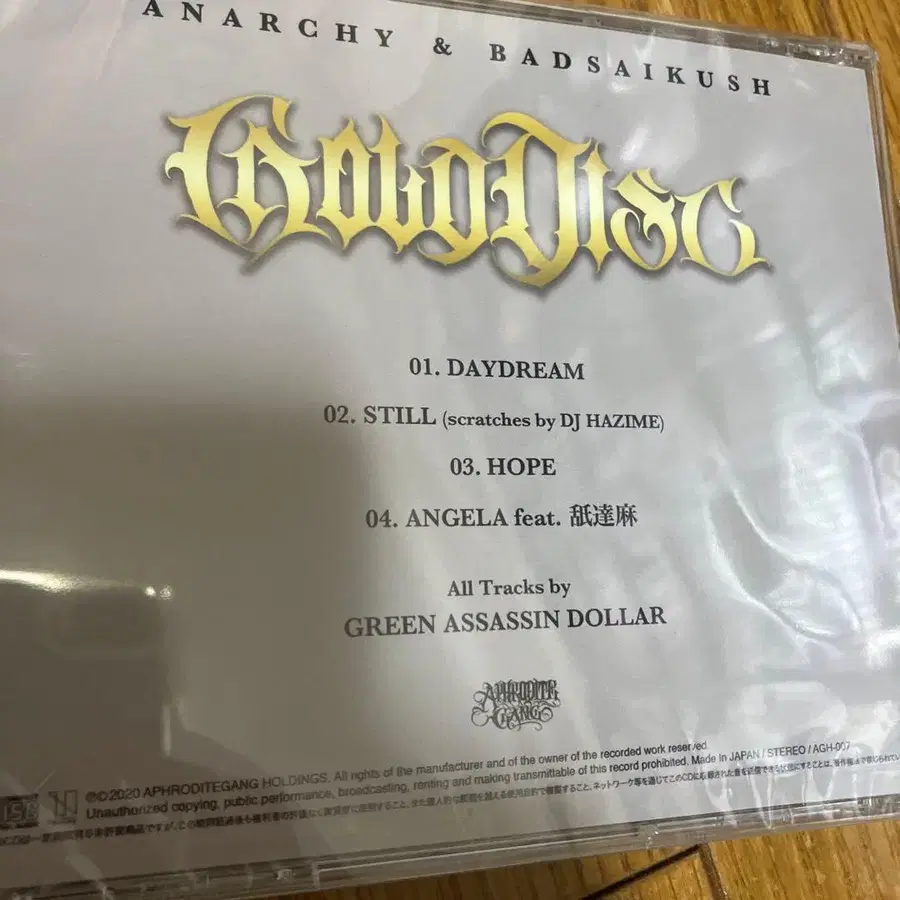 ANARCHY & BADSAIKUSH
GOLD DISC
01. DAYDREAM
02. STILL (scratches by DJ HAZIME)
03. HOPE
04. ANGELA feat. 舐達麻
All Tracks by
GREEN ASSASSIN DOLLAR
APHRODITE
GANG
℗©2020 APHRODITEGANG HOLDINGS. All rights of the manufacturer and of the owner of the recorded work reserved.
Unauthorized copying, public performance, broadcasting, renting and making transmittable of this record prohibited. Made in JAPAN / STEREO / AGH-007